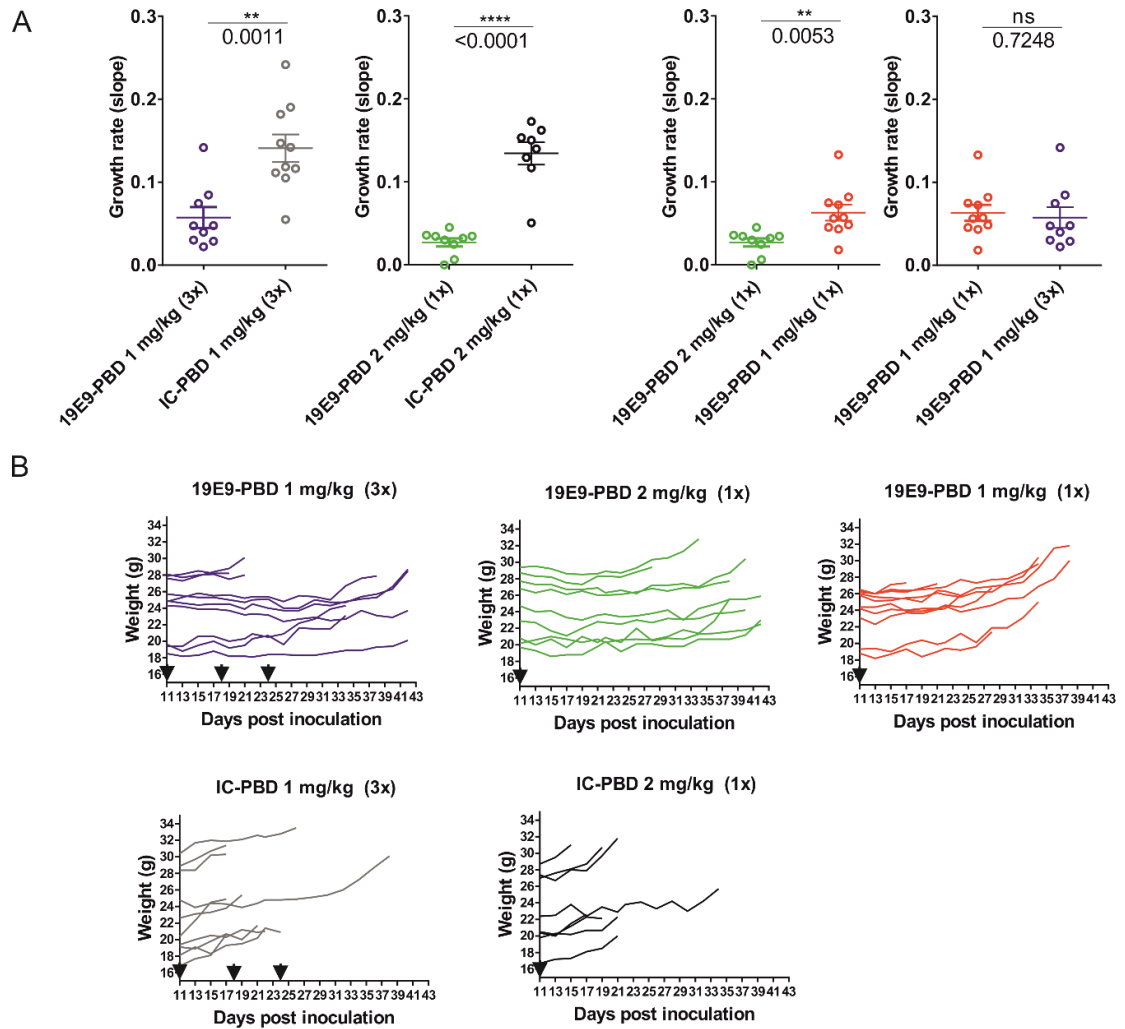 A
** **** ** ns
0.0011 <0.0001 0.0053 0.7248
Growth rate (slope) Growth rate (slope) Growth rate (slope) Growth rate (slope)
0.3 0.3 0.3 0.3
0.2 0.2 0.2 0.2
0.1 0.1 0.1 0.1
0.0 0.0 0.0 0.0
19E9-PBD 1 mg/kg (3x)
IC-PBD 1 mg/kg (3x)
19E9-PBD 2 mg/kg (1x)
IC-PBD 2 mg/kg (1x)
19E9-PBD 2 mg/kg (1x)
19E9-PBD 1 mg/kg (1x)
19E9-PBD 1 mg/kg (1x)
19E9-PBD 1 mg/kg (3x)
B
19E9-PBD 1 mg/kg (3x)
Weight (g)
34
32
30
28
26
24
22
20
18
16
11 13 15 17 19 21 23 25 27 29 31 33 35 37 39 41 43
Days post inoculation
19E9-PBD 2 mg/kg (1x)
Weight (g)
34
32
30
28
26
24
22
20
18
16
11 13 15 17 19 21 23 25 27 29 31 33 35 37 39 41 43
Days post inoculation
19E9-PBD 1 mg/kg (1x)
Weight (g)
34
32
30
28
26
24
22
20
18
16
11 13 15 17 19 21 23 25 27 29 31 33 35 37 39 41 43
Days post inoculation
IC-PBD 1 mg/kg (3x)
Weight (g)
34
32
30
28
26
24
22
20
18
16
11 13 15 17 19 21 23 25 27 29 31 33 35 37 39 41 43
Days post inoculation
IC-PBD 2 mg/kg (1x)
Weight (g)
34
32
30
28
26
24
22
20
18
16
11 13 15 17 19 21 23 25 27 29 31 33 35 37 39 41 43
Days post inoculation